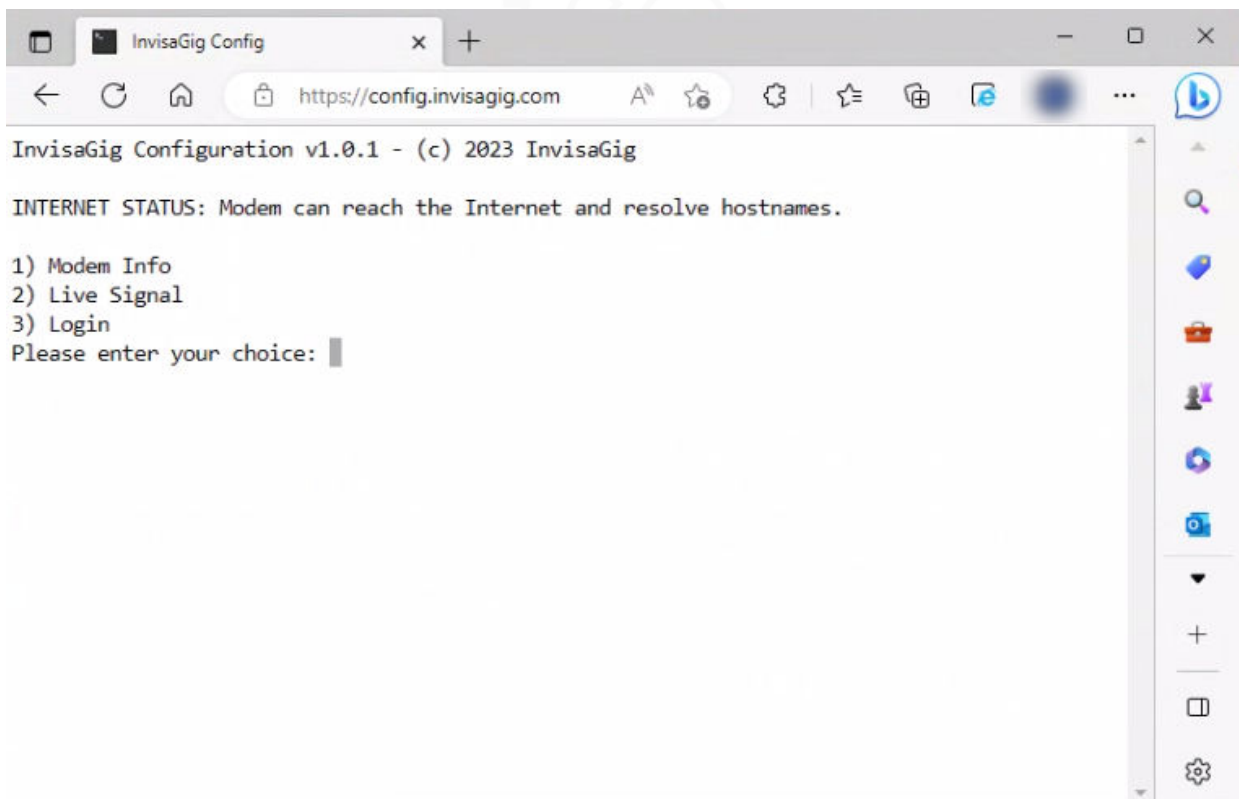 InvisaGig Config
https://config.invisagig.com
InvisaGig Configuration v1.0.1 - (c) 2023 InvisaGig
INTERNET STATUS: Modem can reach the Internet and resolve hostnames.
1) Modem Info
2) Live Signal
3) Login
Please enter your choice: